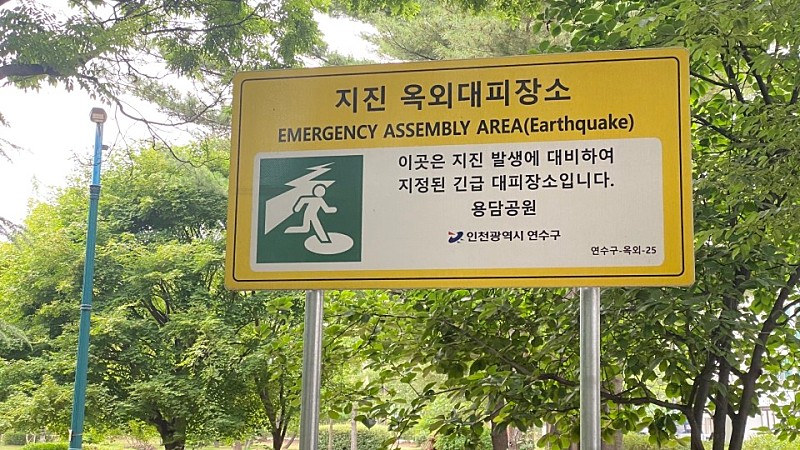 지진 옥외대피장소
EMERGENCY ASSEMBLY AREA(Earthquake)
이곳은 지진 발생에 대비하여
지정된 긴급 대피장소입니다.
용담공원
인천광역시 연수구
연수구-옥외-25